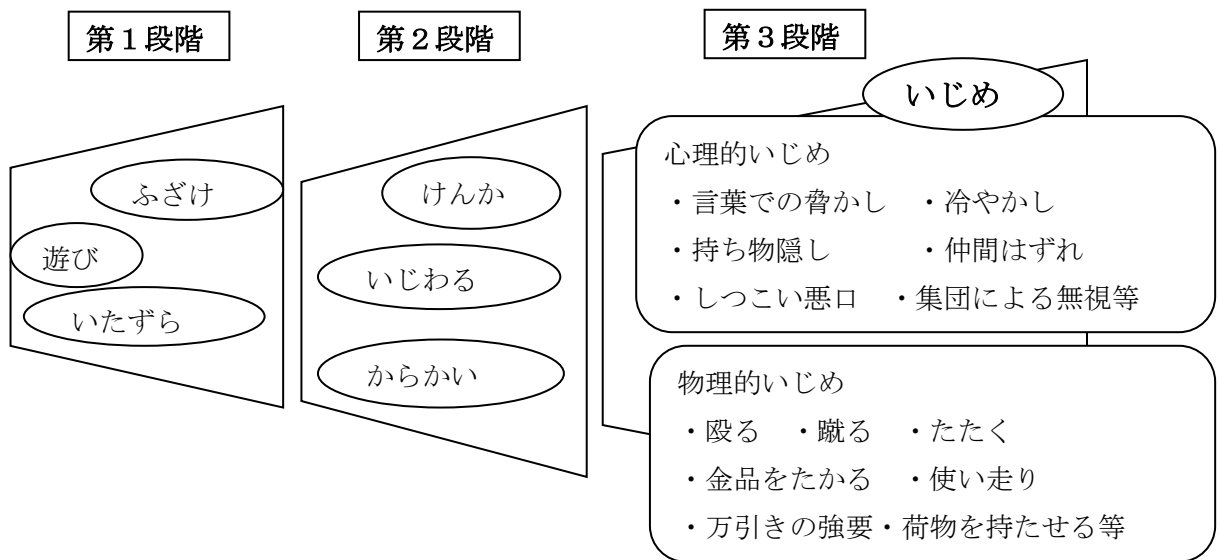 第１段階
第２段階
第３段階
ふざけ
遊び
いたずら
けんか
いじわる
からかい
いじめ
心理的いじめ
・言葉での脅かし　・冷やかし
・持ち物隠し　・仲間はずれ
・しつこい悪口　・集団による無視等
物理的いじめ
・殴る　・蹴る　・たたく
・金品をたかる　・使い走り
・万引きの強要・荷物を持たせる等